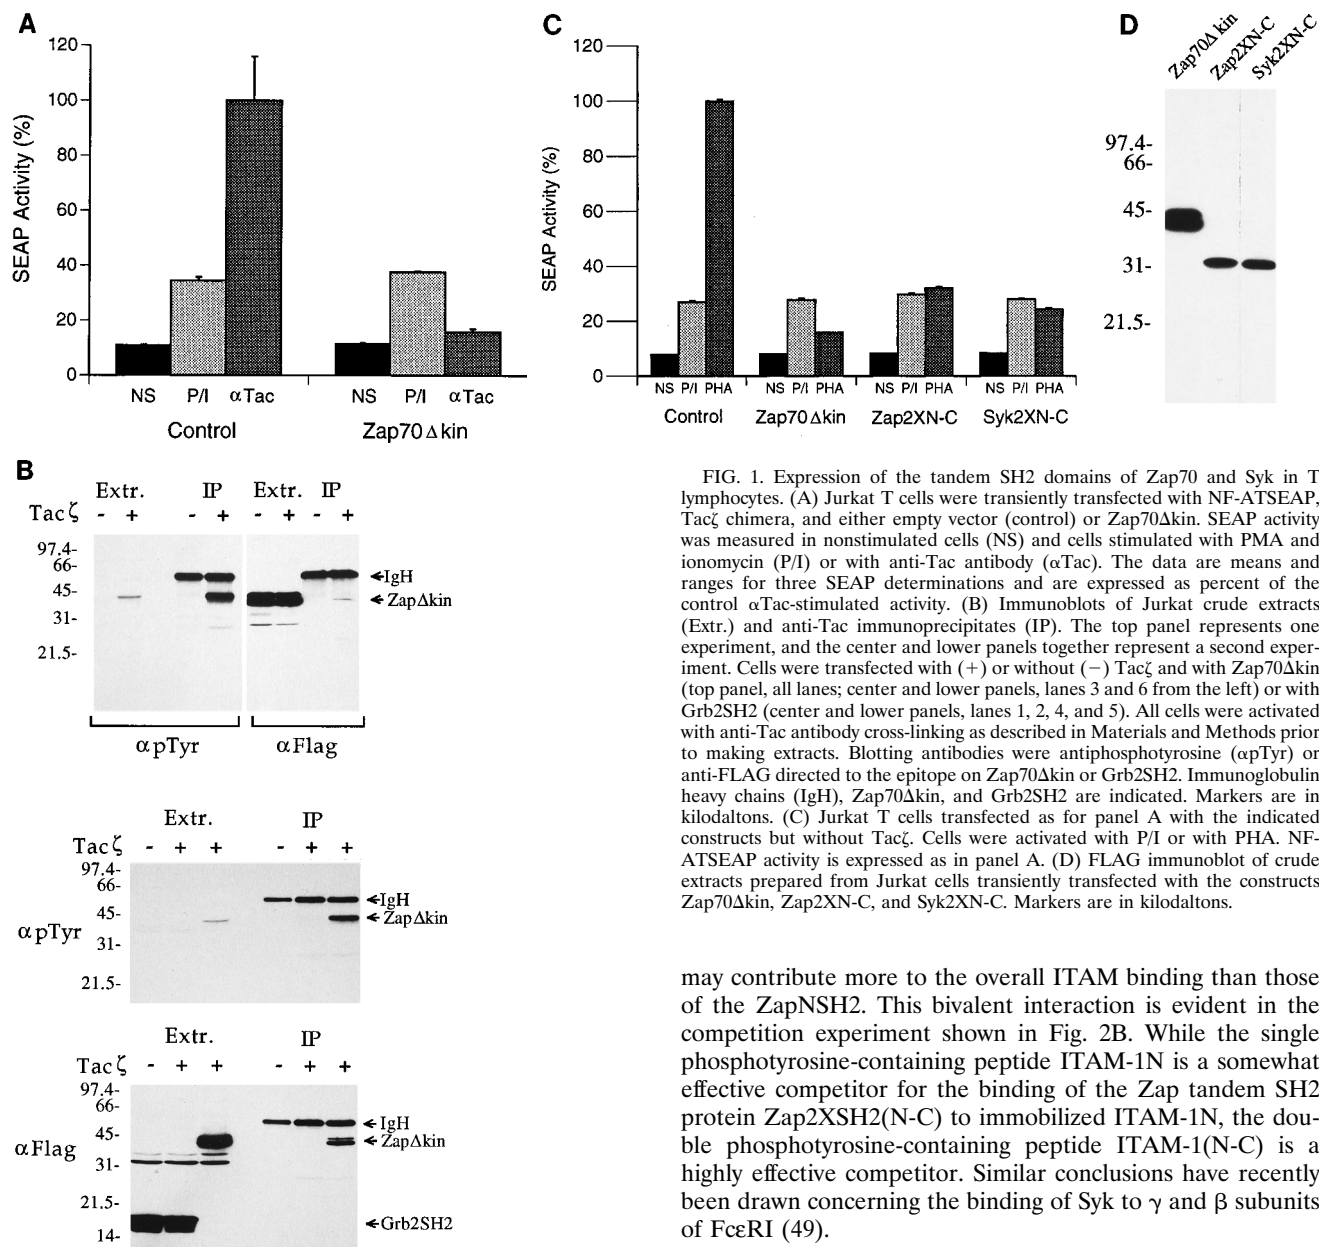 A
SEAP Activity (%)
120
100
80
60
40
20
0
NS P/I αTac NS P/I αTac
Control Zap70Δkin
C
SEAP Activity (%)
120
100
80
60
40
20
0
NS P/I PHA NS P/I PHA NS P/I PHA NS P/I PHA
Control Zap70Δkin Zap2XN-C Syk2XN-C
D
Zap70Δkin Zap2XN-C Syk2XN-C
97.4-
66-
45-
31-
21.5-
B
Extr. IP Extr. IP
Tac ζ - + - + - + - +
97.4-
66-
45-
31-
21.5-
IgH
ZapΔkin
αpTyr αFlag
Extr. IP
Tac ζ - + + - + +
97.4-
66-
45-
31-
21.5-
αpTyr
IgH
ZapΔkin
Extr. IP
Tac ζ - + + - + +
97.4-
66-
45-
31-
21.5-
14-
αFlag
IgH
ZapΔkin
Grb2SH2
FIG. 1. Expression of the tandem SH2 domains of Zap70 and Syk in T
lymphocytes. (A) Jurkat T cells were transiently transfected with NF-ATSEAP,
Tacζ chimera, and either empty vector (control) or Zap70Δkin. SEAP activity
was measured in nonstimulated cells (NS) and cells stimulated with PMA and
ionomycin (P/I) or with anti-Tac antibody (αTac). The data are means and
ranges for three SEAP determinations and are expressed as percent of the
control αTac-stimulated activity. (B) Immunoblots of Jurkat crude extracts
(Extr.) and anti-Tac immunoprecipitates (IP). The top panel represents one
experiment, and the center and lower panels together represent a second exper-
iment. Cells were transfected with (+) or without (−) Tacζ and with Zap70Δkin
(top panel, all lanes; center and lower panels, lanes 3 and 6 from the left) or with
Grb2SH2 (center and lower panels, lanes 1, 2, 4, and 5). All cells were activated
with anti-Tac antibody cross-linking as described in Materials and Methods prior
to making extracts. Blotting antibodies were antiphosphotyrosine (αpTyr) or
anti-FLAG directed to the epitope on Zap70Δkin or Grb2SH2. Immunoglobulin
heavy chains (IgH), Zap70Δkin, and Grb2SH2 are indicated. Markers are in
kilodaltons. (C) Jurkat T cells transfected as for panel A with the indicated
constructs but without Tacζ. Cells were activated with P/I or with PHA. NF-
ATSEAP activity is expressed as in panel A. (D) FLAG immunoblot of crude
extracts prepared from Jurkat cells transiently transfected with the constructs
Zap70Δkin, Zap2XN-C, and Syk2XN-C. Markers are in kilodaltons.
may contribute more to the overall ITAM binding than those
of the ZapNSH2. This bivalent interaction is evident in the
competition experiment shown in Fig. 2B. While the single
phosphotyrosine-containing peptide ITAM-1N is a somewhat
effective competitor for the binding of the Zap tandem SH2
protein Zap2XSH2(N-C) to immobilized ITAM-1N, the dou-
ble phosphotyrosine-containing peptide ITAM-1(N-C) is a
highly effective competitor. Similar conclusions have recently
been drawn concerning the binding of Syk to γ and β subunits
of FcεRI (49).